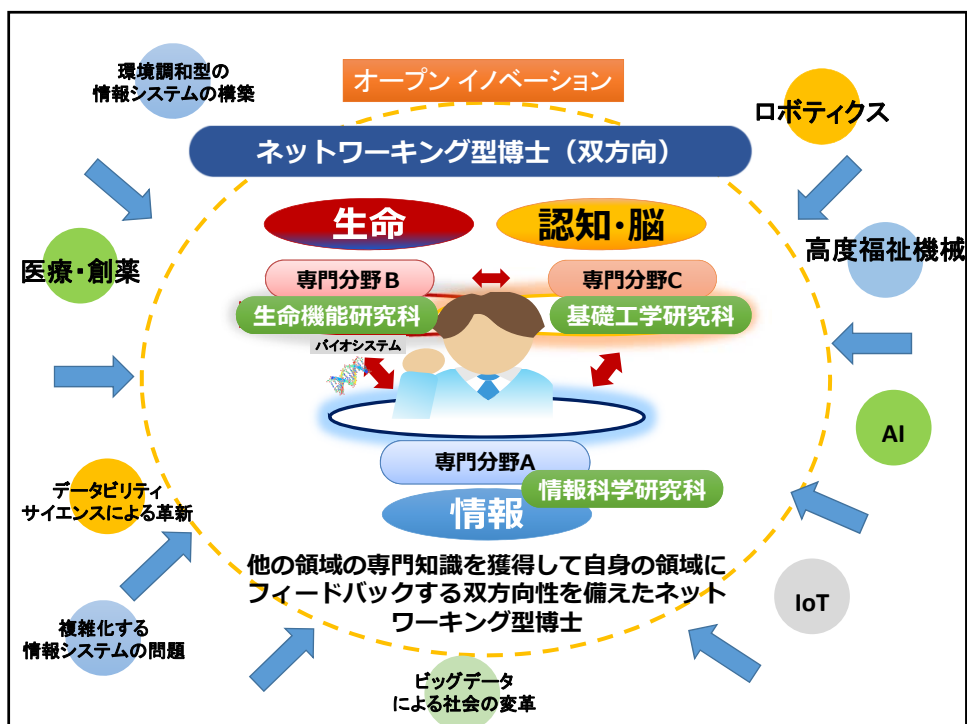 環境調和型の
情報システムの構築
オープン イノベーション
ロボティクス
ネットワーキング型博士（双方向）
生命
認知・脳
医療・創薬
高度福祉機械
専門分野B
専門分野C
生命機能研究科
基礎工学研究科
バイオシステム
AI
専門分野A
情報科学研究科
情報
データビリティ
サイエンスによる革新
他の領域の専門知識を獲得して自身の領域に
フィードバックする双方向性を備えたネット
ワーキング型博士
IoT
複雑化する
情報システムの問題
ビッグデータ
による社会の変革